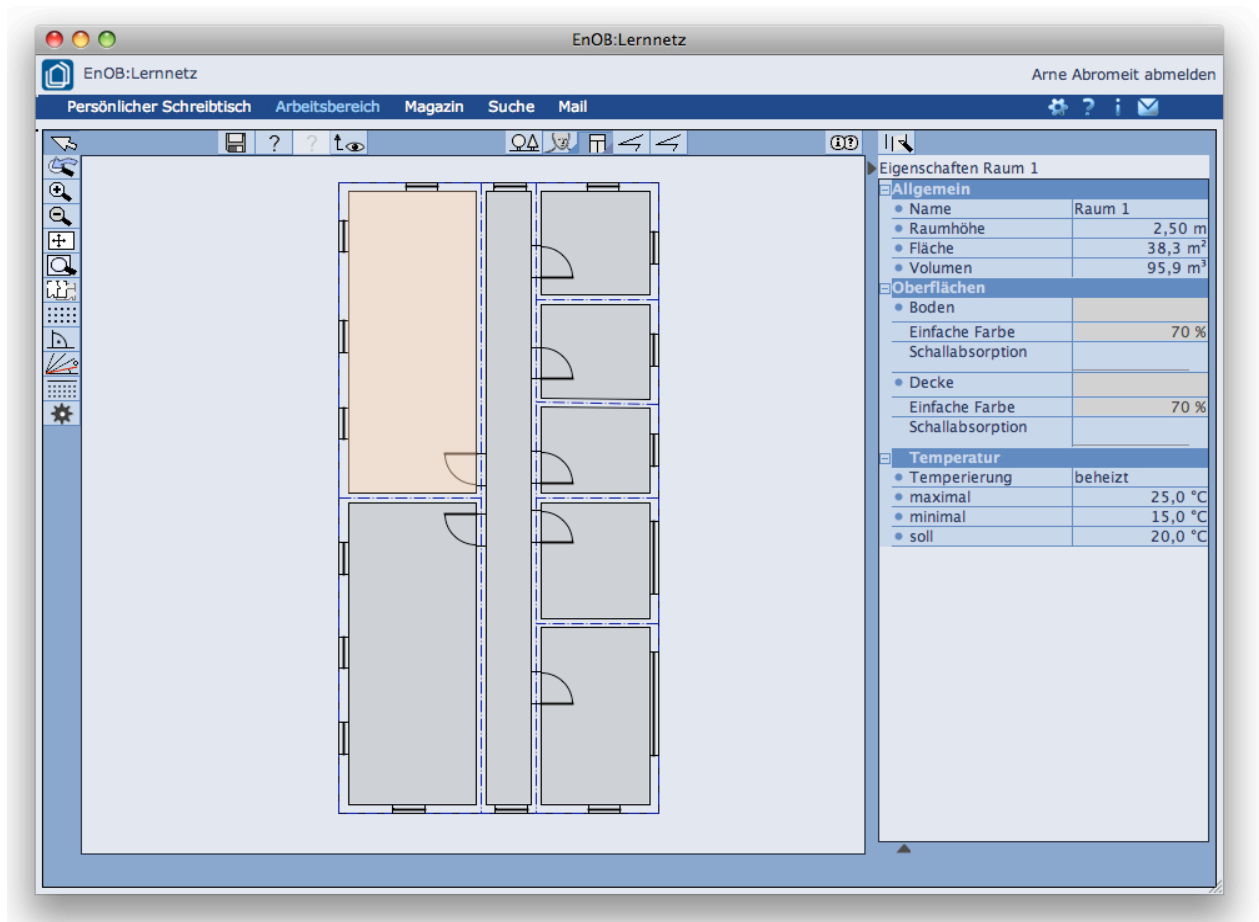 EnOB:Lernnetz
EnOB:Lernnetz
Arne Abromeit abmelden
Persönlicher Schreibtisch Arbeitsbereich Magazin Suche Mail
Eigenschaften Raum 1
Allgemein
Name Raum 1
Raumhöhe 2,50 m
Fläche 38,3 m²
Volumen 95,9 m³
Oberflächen
Boden
Einfache Farbe 70 %
Schallabsorption
Decke
Einfache Farbe 70 %
Schallabsorption
Temperatur
Temperierung beheizt
maximal 25,0 °C
minimal 15,0 °C
soll 20,0 °C